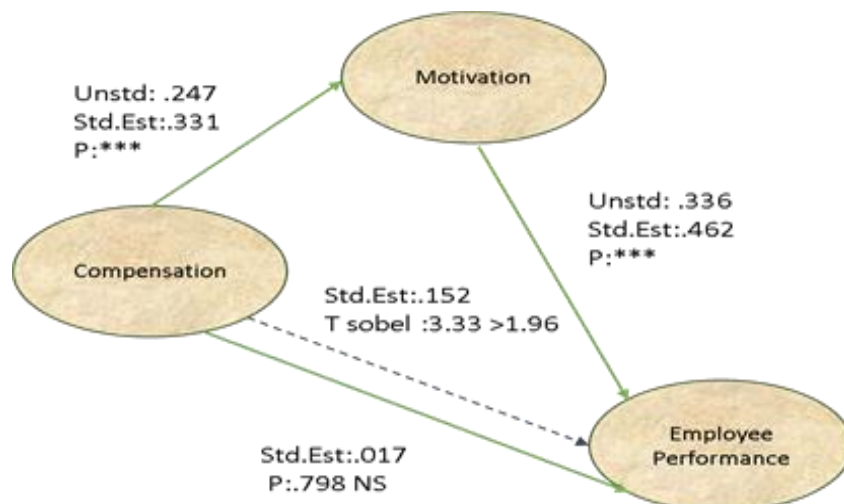 Motivation
Unstd: .247
Std.Est:.331
P:***
Unstd: .336
Std.Est:.462
P:***
Compensation
Std.Est:.152
T sobel :3.33 >1.96
Employee
Performance
Std.Est:.017
P:.798 NS